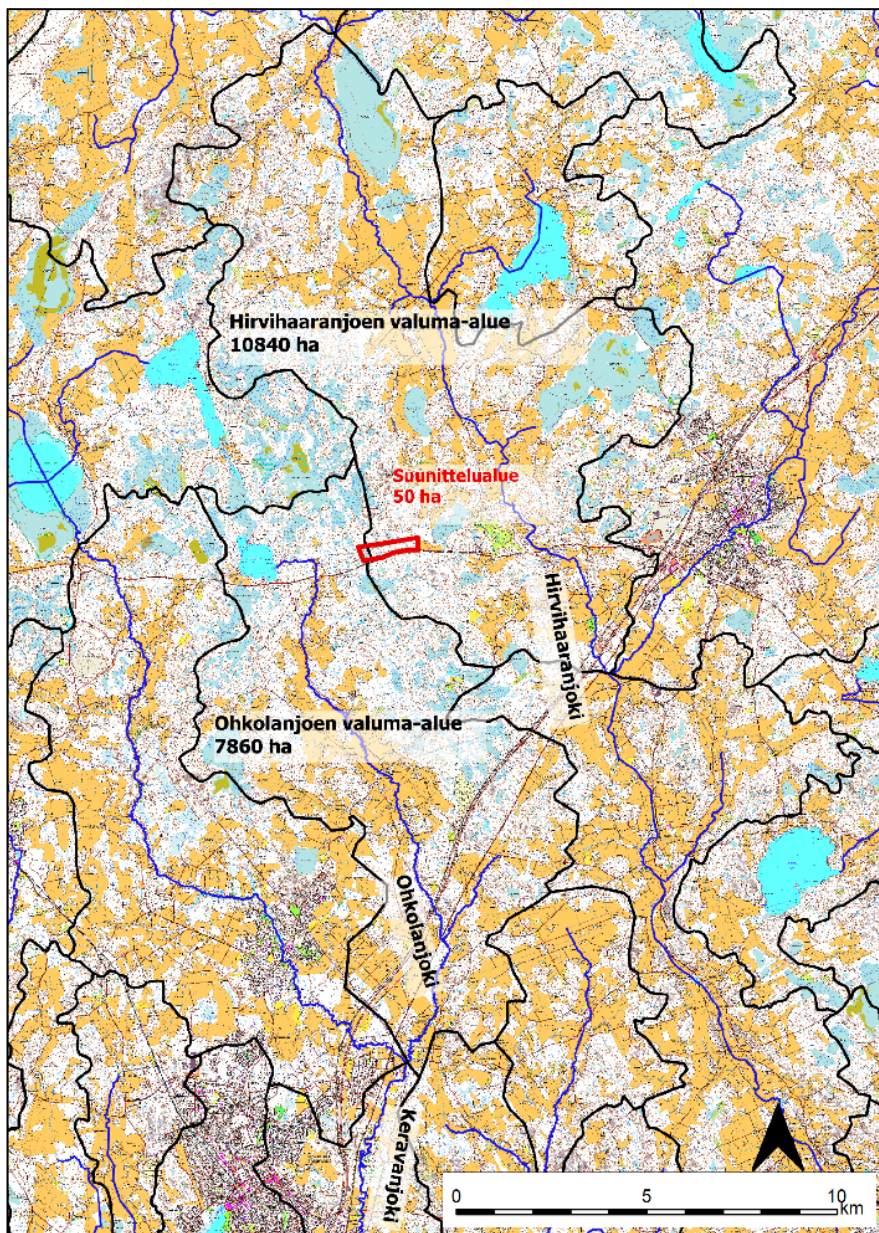 Hirvihaaranjoen valuma-alue
10840 ha
Suunittelualue
50 ha
Hirvihaaranjoki
Ohkolanjoen valuma-alue
7860 ha
Ohkolanjoki
Keravanjoki
0 5 10
km